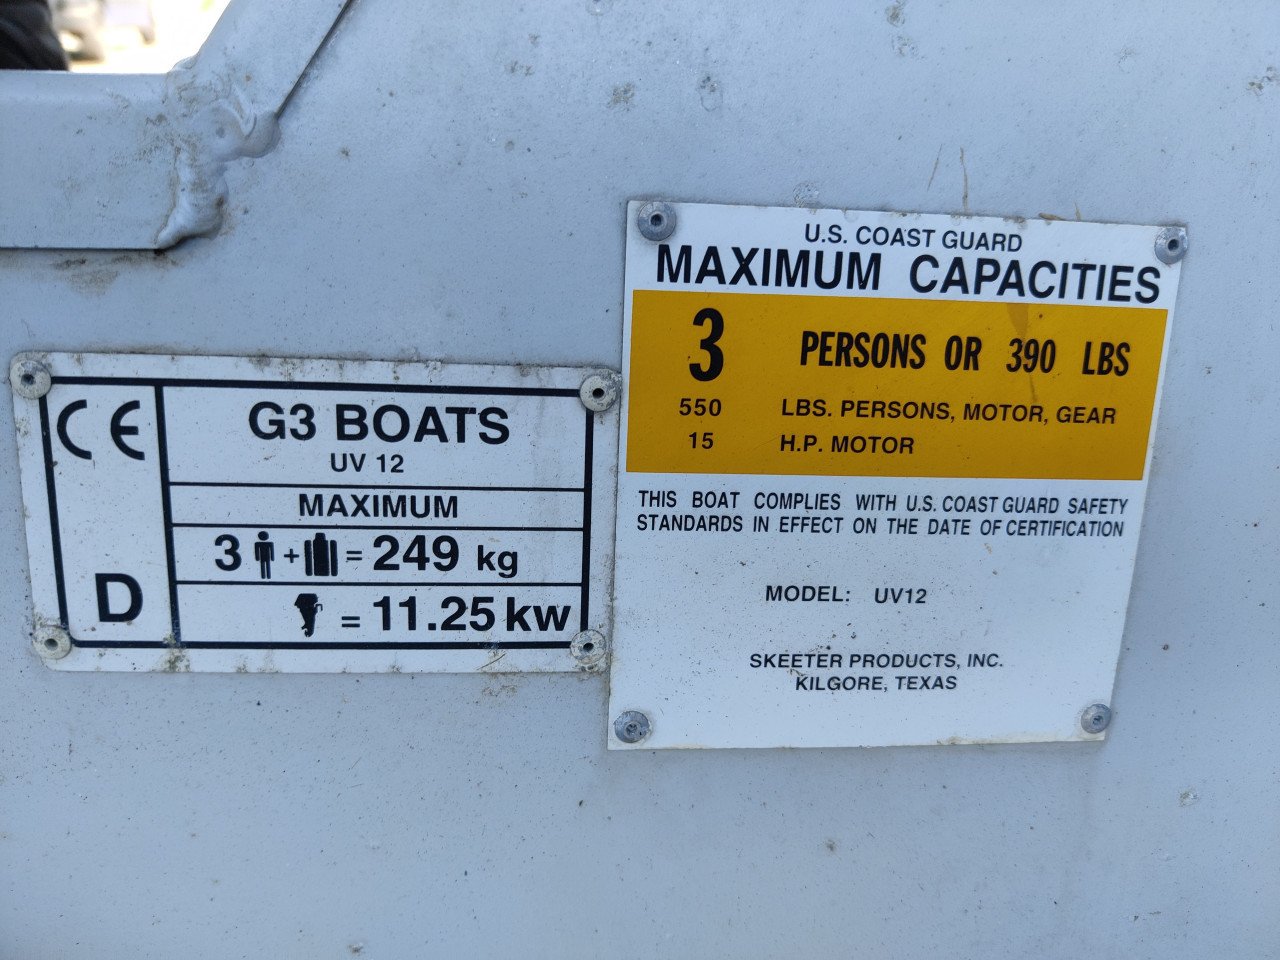 CE
G3 BOATS
UV 12
MAXIMUM
3 + = 249 kg
D
= 11.25 kw
U.S. COAST GUARD
MAXIMUM CAPACITIES
3 PERSONS OR 390 LBS
550 LBS. PERSONS, MOTOR, GEAR
15 H.P. MOTOR
THIS BOAT COMPLIES WITH U.S. COAST GUARD SAFETY
STANDARDS IN EFFECT ON THE DATE OF CERTIFICATION
MODEL: UV12
SKEETER PRODUCTS, INC.
KILGORE, TEXAS